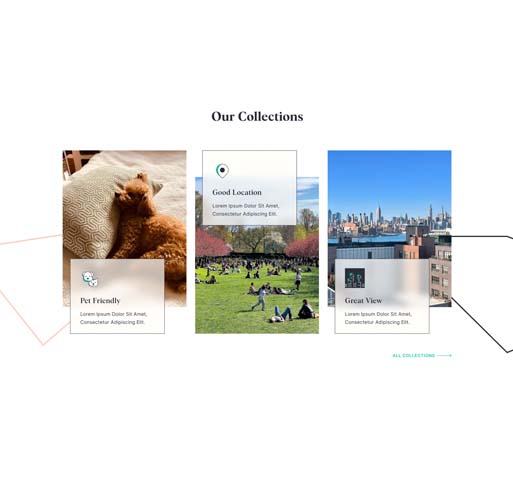 Our Collections
Good Location
Lorem Ipsum Dolor Sit Amet,
Consectetur Adipiscing Elit.
Pet Friendly
Lorem Ipsum Dolor Sit Amet,
Consectetur Adipiscing Elit.
Great View
Lorem Ipsum Dolor Sit Amet,
Consectetur Adipiscing Elit.
ALL COLLECTIONS